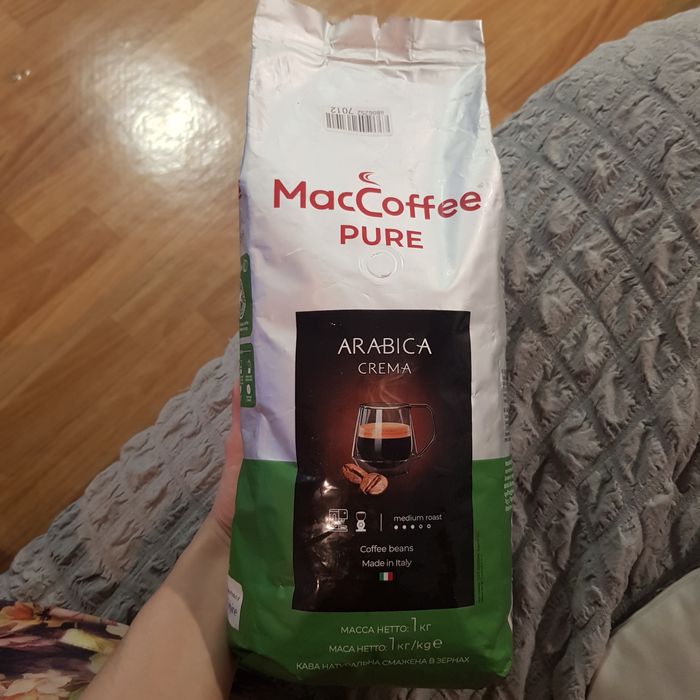 MacCoffee
PURE
ARABICA
CREMA
medium roast
Coffee beans
Made in Italy
МАССА НЕТТО: 1 КГ
МАСА НЕТТО: 1 КГ/kg e
КАВА НАТУРАЛЬНА СМАЖЕНА В ЗЕРНАХ